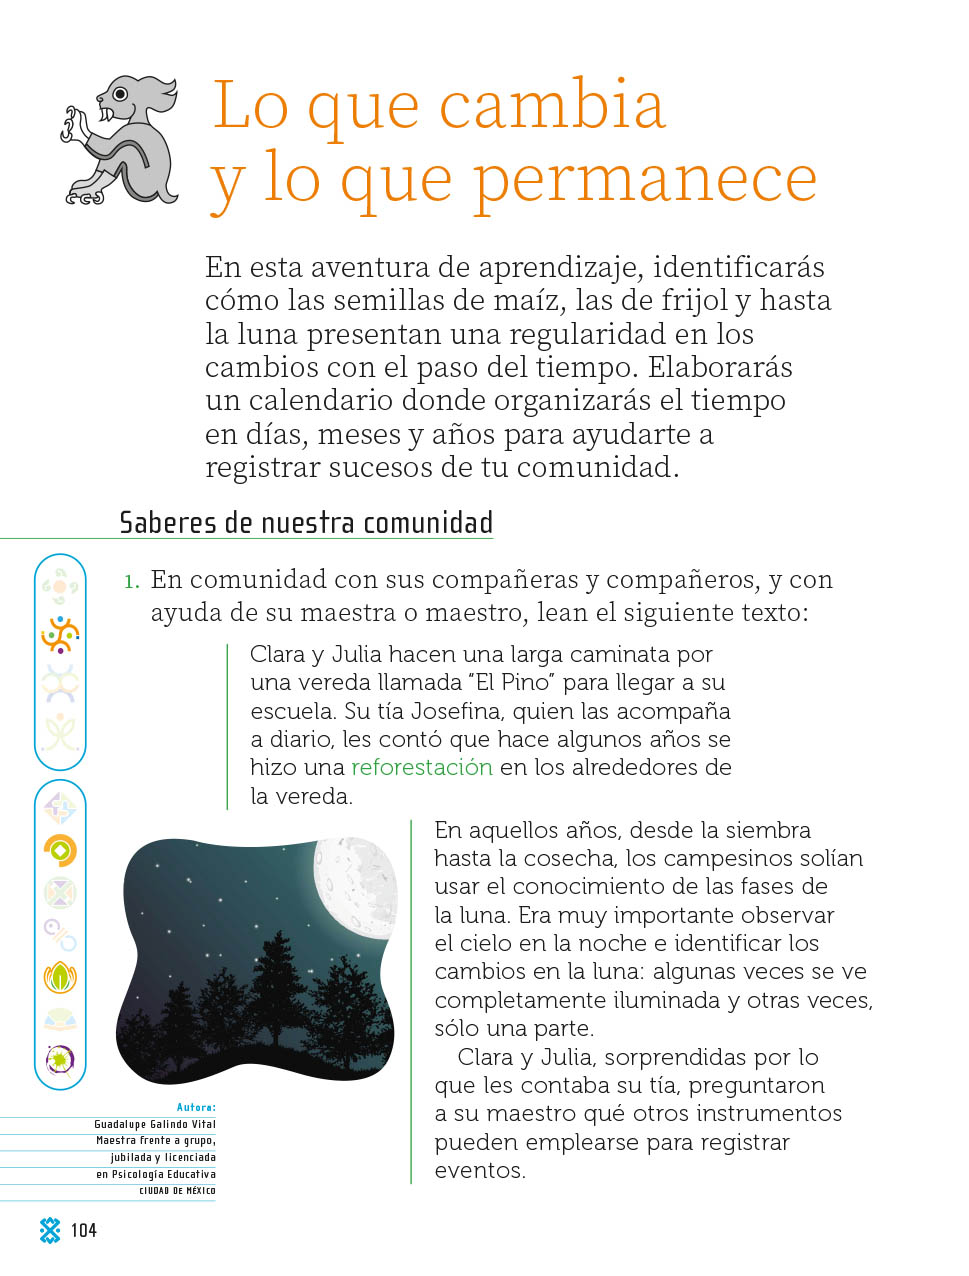 Lo que cambia
y lo que permanece
En esta aventura de aprendizaje, identificarás
cómo las semillas de maíz, las de frijol y hasta
la luna presentan una regularidad en los
cambios con el paso del tiempo. Elaborarás
un calendario donde organizarás el tiempo
en días, meses y años para ayudarte a
registrar sucesos de tu comunidad.
Saberes de nuestra comunidad
1. En comunidad con sus compañeras y compañeros, y con
ayuda de su maestra o maestro, lean el siguiente texto:
Clara y Julia hacen una larga caminata por
una vereda llamada “El Pino” para llegar a su
escuela. Su tía Josefina, quien las acompaña
a diario, les contó que hace algunos años se
hizo una reforestación en los alrededores de
la vereda.
En aquellos años, desde la siembra
hasta la cosecha, los campesinos solían
usar el conocimiento de las fases de
la luna. Era muy importante observar
el cielo en la noche e identificar los
cambios en la luna: algunas veces se ve
completamente iluminada y otras veces,
sólo una parte.
Clara y Julia, sorprendidas por lo
que les contaba su tía, preguntaron
a su maestro qué otros instrumentos
pueden emplearse para registrar
eventos.
Autora:
Guadalupe Galindo Vital
Maestra frente a grupo,
jubilada y licenciada
en Psicología Educativa
CIUDAD DE MÉXICO
104